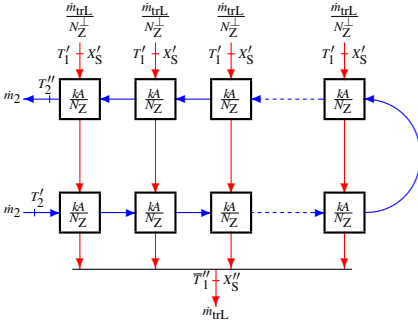 ṁtrL ṁtrL ṁtrL ṁtrL
N⊥Z N⊥Z N⊥Z N⊥Z
T′1 X′S T′1 X′S T′1 X′S T′1 X′S
T″2
ṁ2 kA/NZ kA/NZ kA/NZ kA/NZ
T′2
ṁ2 kA/NZ kA/NZ kA/NZ kA/NZ
T̅″1 X″S
ṁtrL